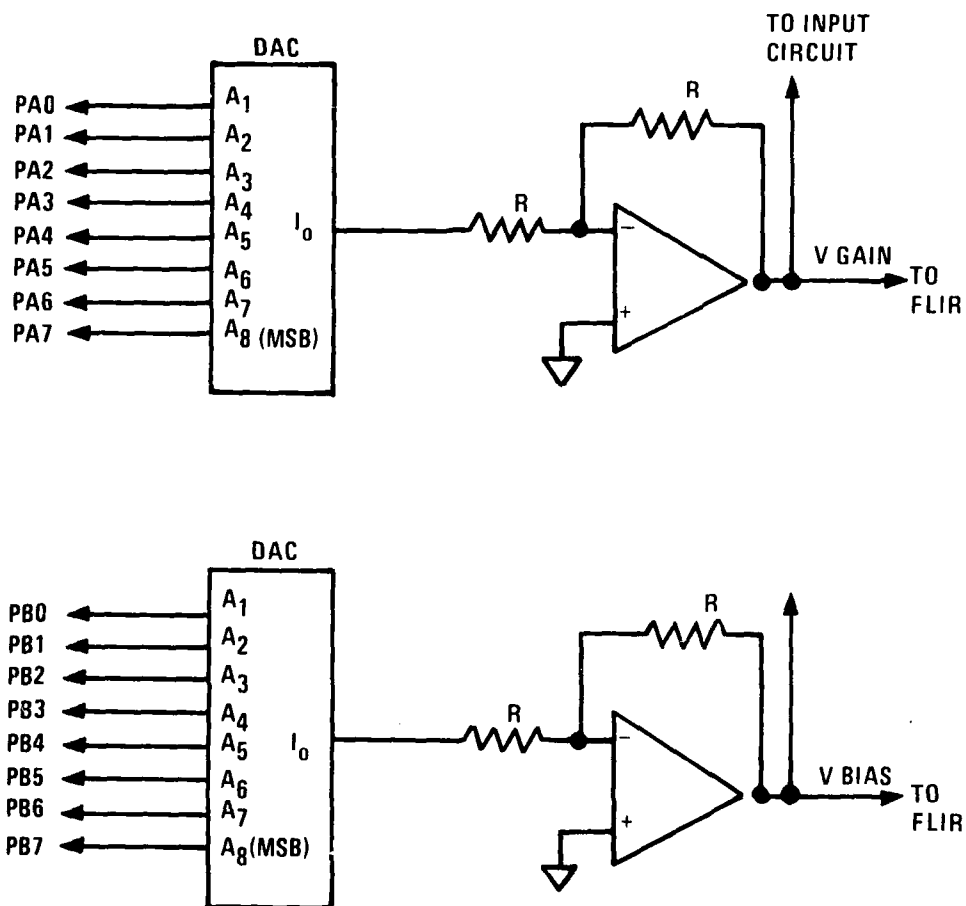 TO INPUT
CIRCUIT
DAC
PA0 A1
PA1 A2
PA2 A3
PA3 A4
PA4 A5
PA5 A6
PA6 A7
PA7 A8 (MSB)
Io
R
R
−
+
V GAIN
TO
FLIR
DAC
PB0 A1
PB1 A2
PB2 A3
PB3 A4
PB4 A5
PB5 A6
PB6 A7
PB7 A8 (MSB)
Io
R
R
−
+
V BIAS
TO
FLIR